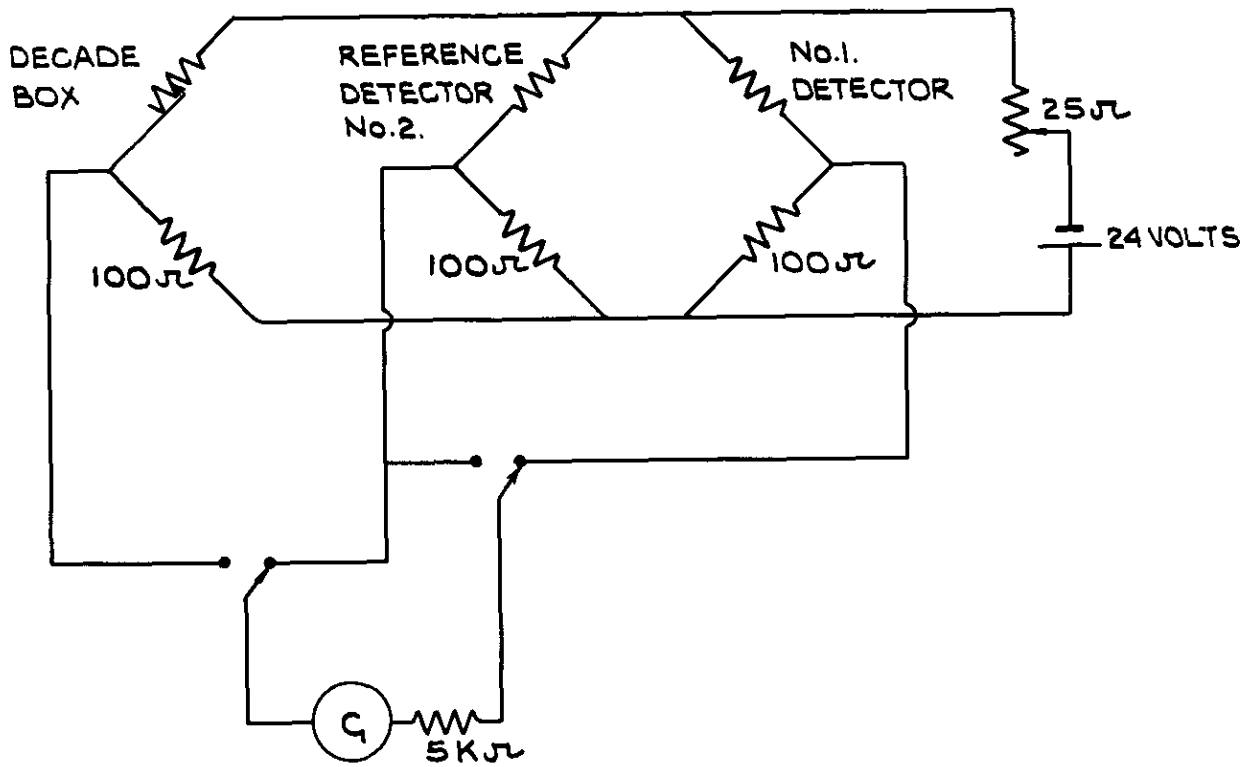 DECADE
BOX
REFERENCE
DETECTOR
No.2.
No.1.
DETECTOR
25Ω
24 VOLTS
100Ω
100Ω
100Ω
G
5KΩ